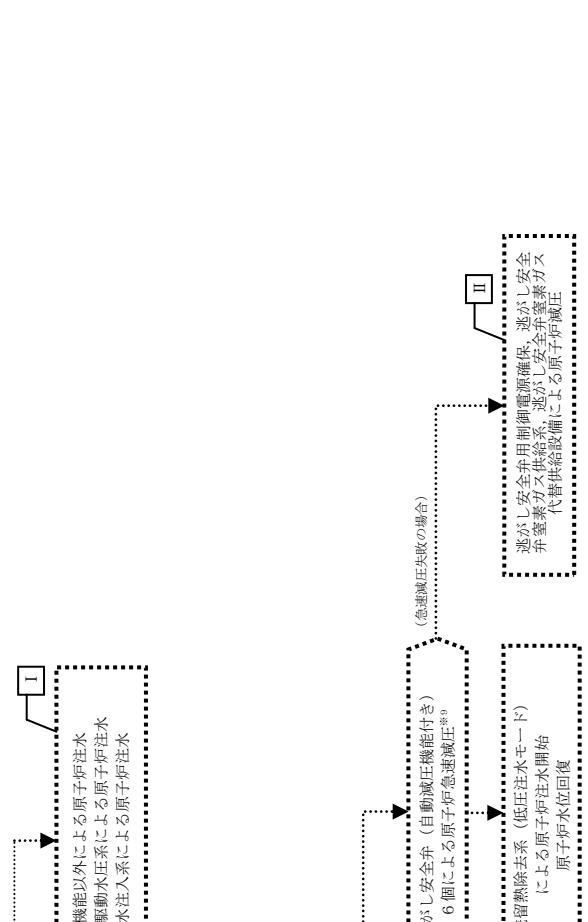 Ⅰ
機能以外による原子炉注水
駆動水圧系による原子炉注水
水注入系による原子炉注水
(急速減圧失敗の場合)
がし安全弁(自動減圧機能付き)
6個による原子炉急速減圧※9
留熱除去系(低圧注水モード)
による原子炉注水開始
原子炉水位回復
Ⅱ
逃がし安全弁用制御電源確保,逃がし安全
弁窒素ガス供給系,逃がし安全弁窒素ガス
代替供給設備による原子炉減圧